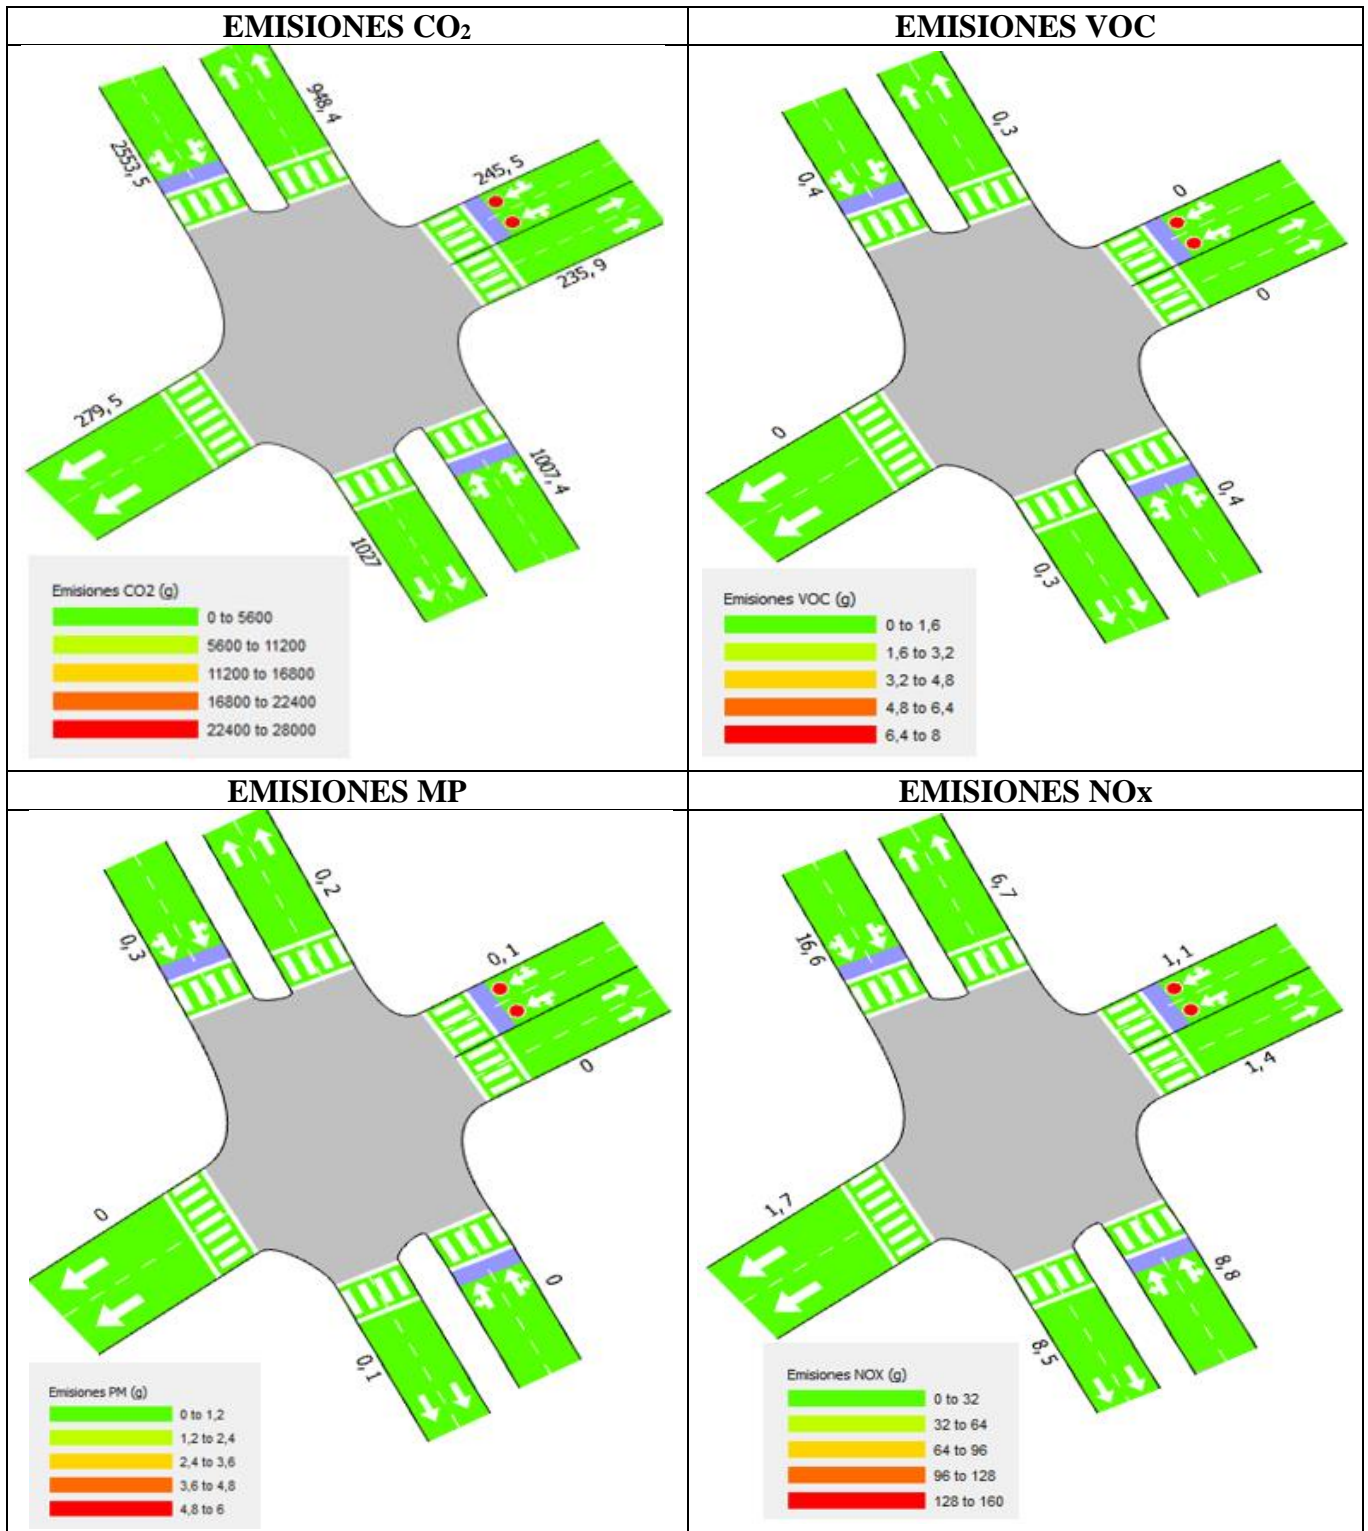 EMISIONES CO₂
948,4
2553,5
245,5
235,9
279,5
1007,4
1027
Emisiones CO2 (g)
0 to 5600
5600 to 11200
11200 to 16800
16800 to 22400
22400 to 28000
EMISIONES VOC
0,3
0,4
0
0
0
0,4
0,3
Emisiones VOC (g)
0 to 1,6
1,6 to 3,2
3,2 to 4,8
4,8 to 6,4
6,4 to 8
EMISIONES MP
0,2
0,3
0,1
0
0
0
0,1
Emisiones PM (g)
0 to 1,2
1,2 to 2,4
2,4 to 3,6
3,6 to 4,8
4,8 to 6
EMISIONES NOx
6,7
16,6
1,1
1,4
1,7
8,8
8,5
Emisiones NOX (g)
0 to 32
32 to 64
64 to 96
96 to 128
128 to 160